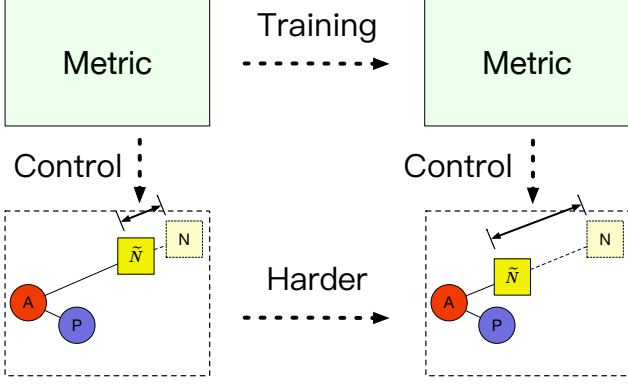 Training
Metric
Metric
Control
Control
N
Ñ
A
P
Harder
N
Ñ
A
P